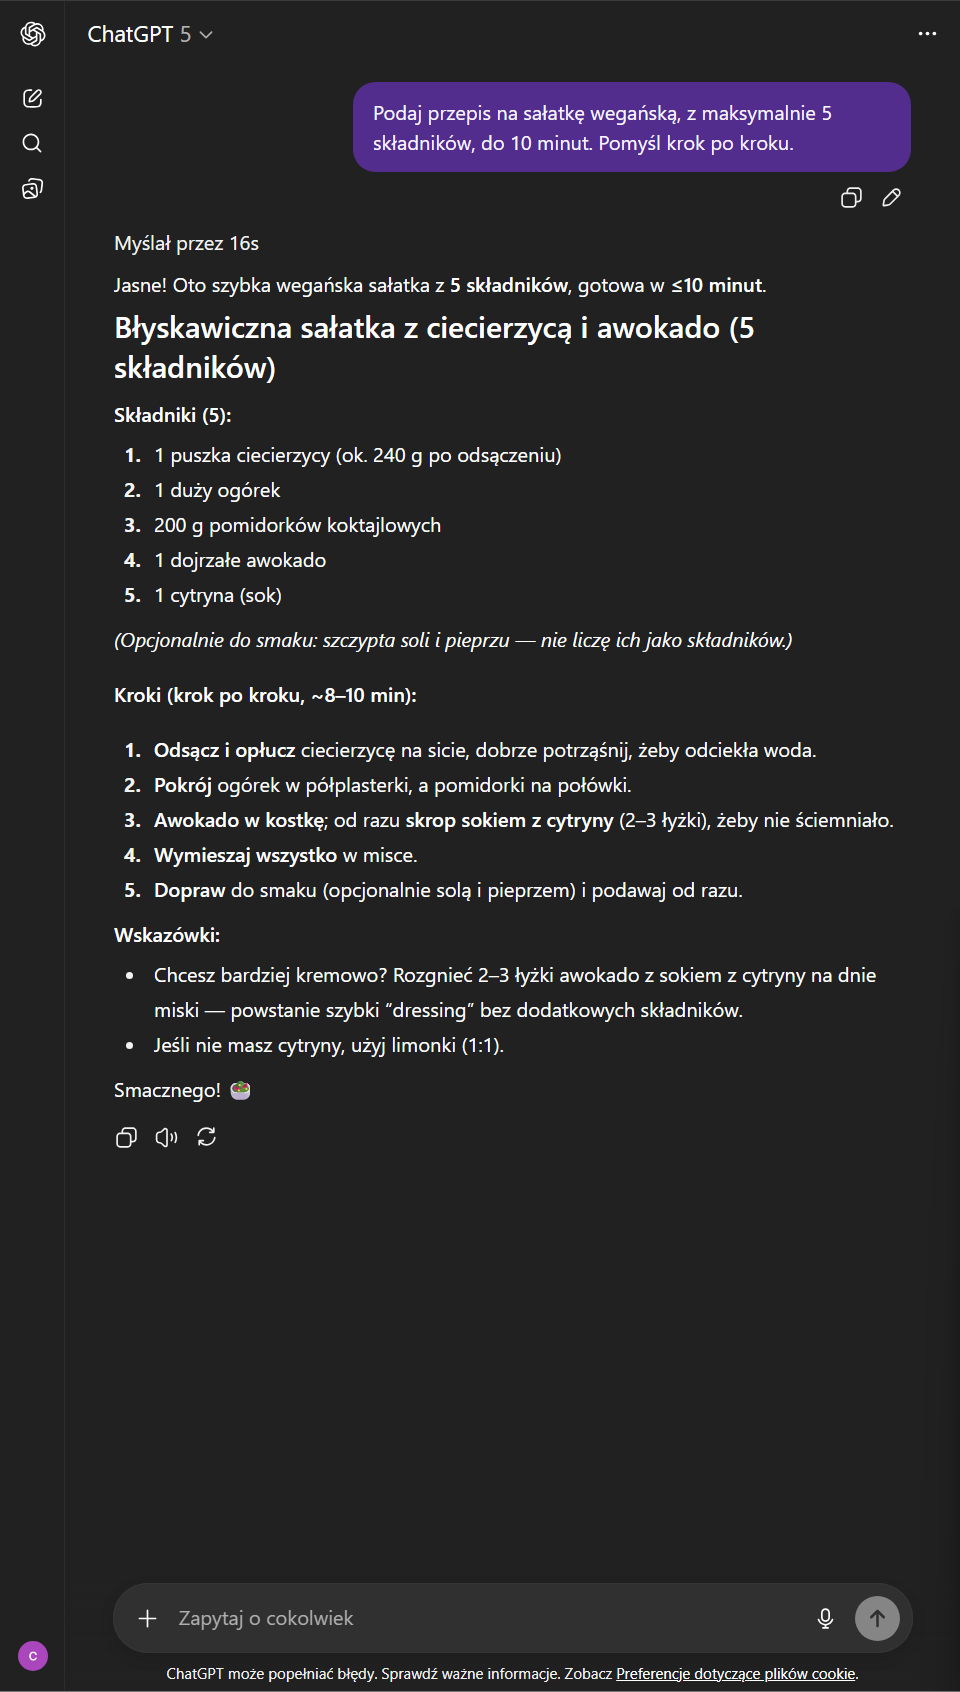 ChatGPT 5
Podaj przepis na sałatkę wegańską, z maksymalnie 5
składników, do 10 minut. Pomyśl krok po kroku.
Myślał przez 16s
Jasne! Oto szybka wegańska sałatka z 5 składników, gotowa w ≤10 minut.
Błyskawiczna sałatka z ciecierzycą i awokado (5
składników)
Składniki (5):
1. 1 puszka ciecierzycy (ok. 240 g po odsączeniu)
2. 1 duży ogórek
3. 200 g pomidorków koktajlowych
4. 1 dojrzałe awokado
5. 1 cytryna (sok)
(Opcjonalnie do smaku: szczypta soli i pieprzu — nie liczę ich jako składników.)
Kroki (krok po kroku, ~8–10 min):
1. Odsącz i opłucz ciecierzycę na sicie, dobrze potrząśnij, żeby odciekła woda.
2. Pokrój ogórek w półplasterki, a pomidorki na połówki.
3. Awokado w kostkę; od razu skrop sokiem z cytryny (2–3 łyżki), żeby nie ściemniało.
4. Wymieszaj wszystko w misce.
5. Dopraw do smaku (opcjonalnie solą i pieprzem) i podawaj od razu.
Wskazówki:
• Chcesz bardziej kremowo? Rozgnieć 2–3 łyżki awokado z sokiem z cytryny na dnie
miski — powstanie szybki “dressing” bez dodatkowych składników.
• Jeśli nie masz cytryny, użyj limonki (1:1).
Smacznego! 🥗
Zapytaj o cokolwiek
C
ChatGPT może popełniać błędy. Sprawdź ważne informacje. Zobacz Preferencje dotyczące plików cookie.